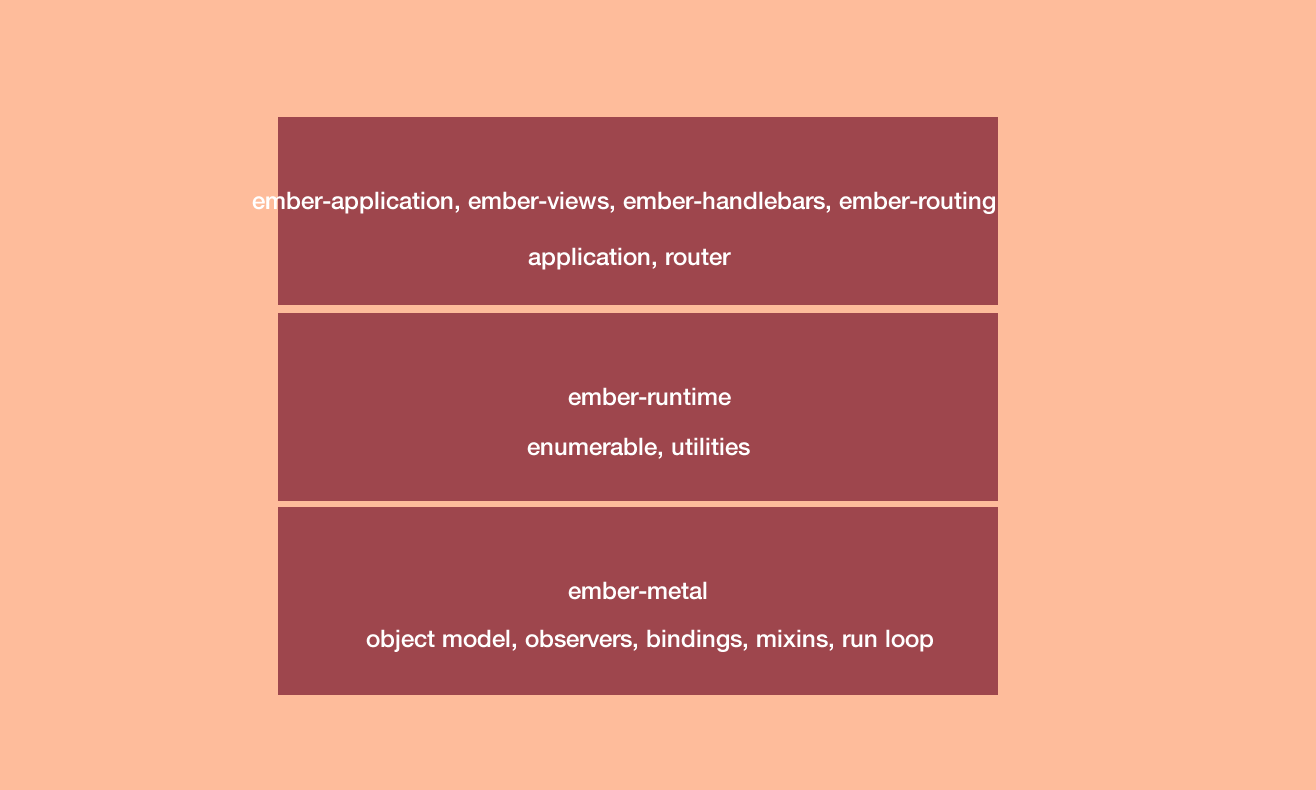 ember-application, ember-views, ember-handlebars, ember-routing
application, router
ember-runtime
enumerable, utilities
ember-metal
object model, observers, bindings, mixins, run loop